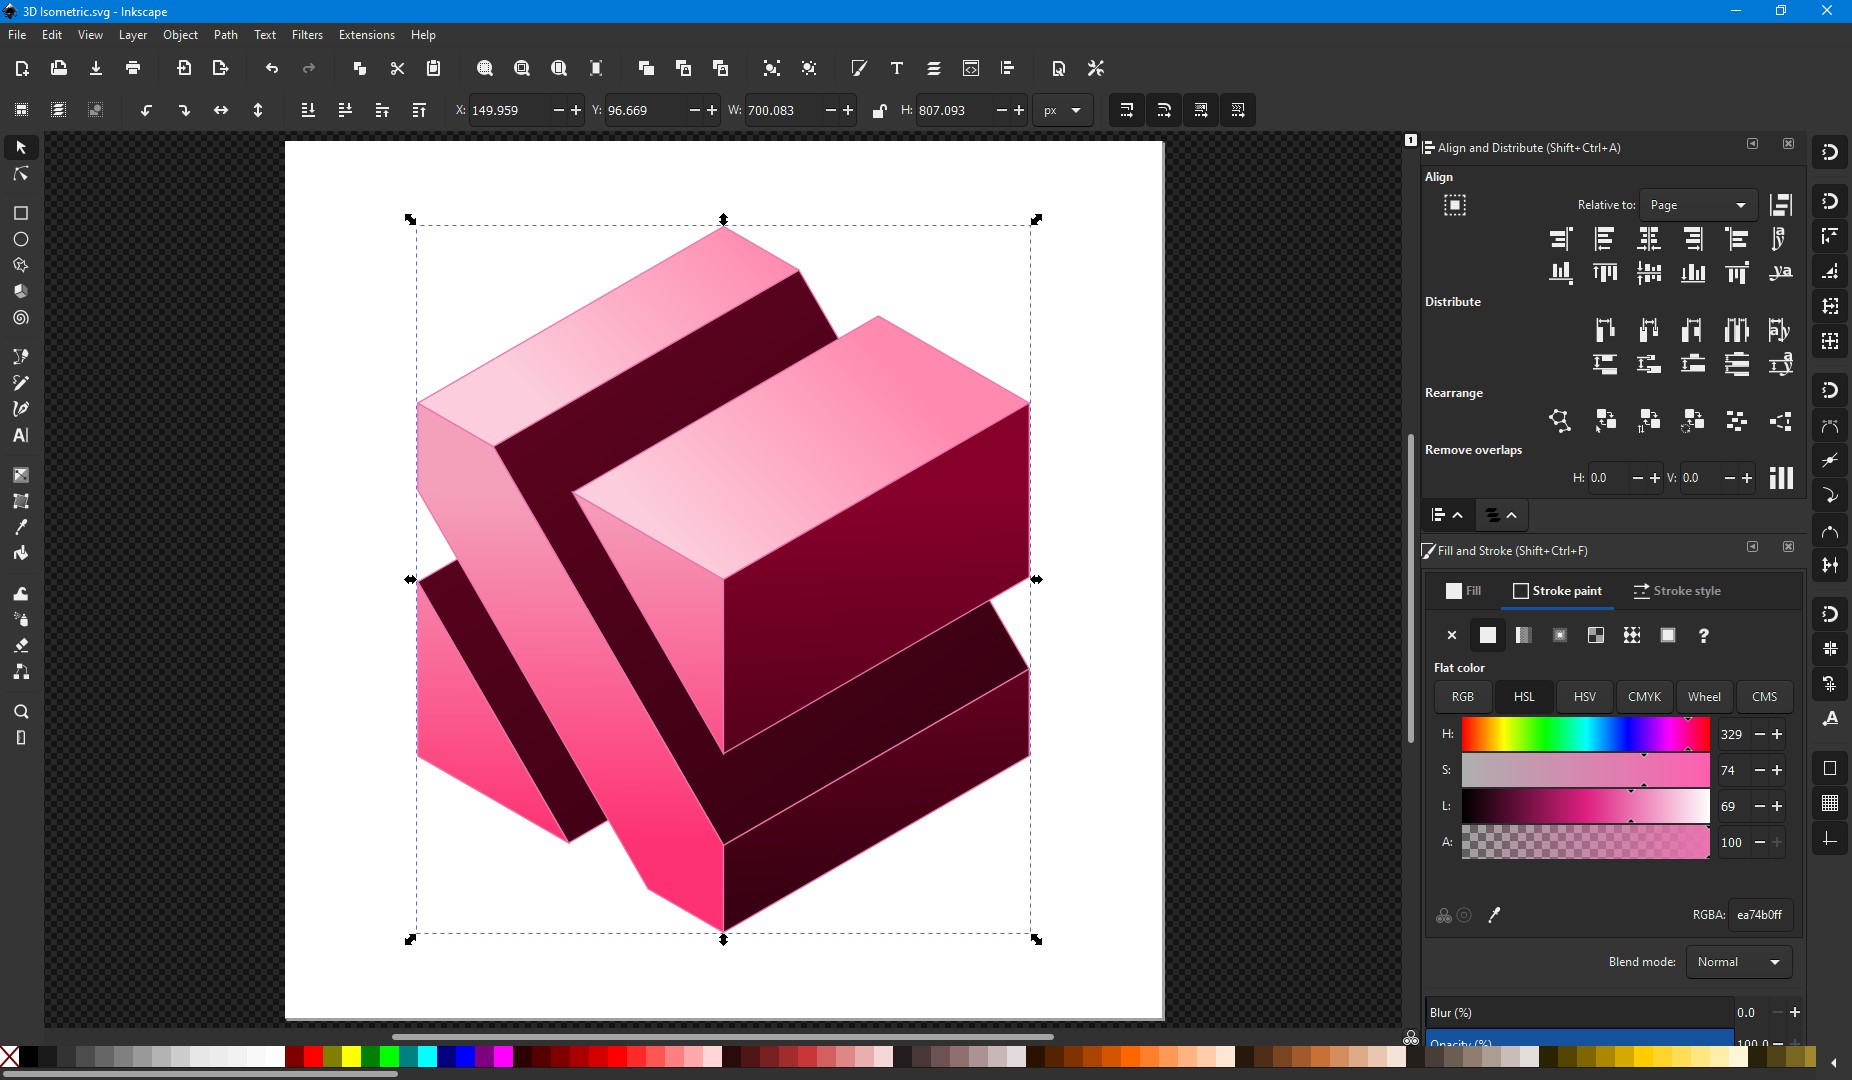 3D Isometric.svg - Inkscape
File Edit View Layer Object Path Text Filters Extensions Help
X: 149.959 Y: 96.669 W: 700.083 H: 807.093 px
1
Align and Distribute (Shift+Ctrl+A)
Align
Relative to: Page
Distribute
Rearrange
Remove overlaps
H: 0.0 V: 0.0
Fill and Stroke (Shift+Ctrl+F)
Fill Stroke paint Stroke style
Flat color
RGB HSL HSV CMYK Wheel CMS
H: 329
S: 74
L: 69
A: 100
RGBA: ea74b0ff
Blend mode: Normal
Blur (%) 0.0
Opacity (%) 100.0